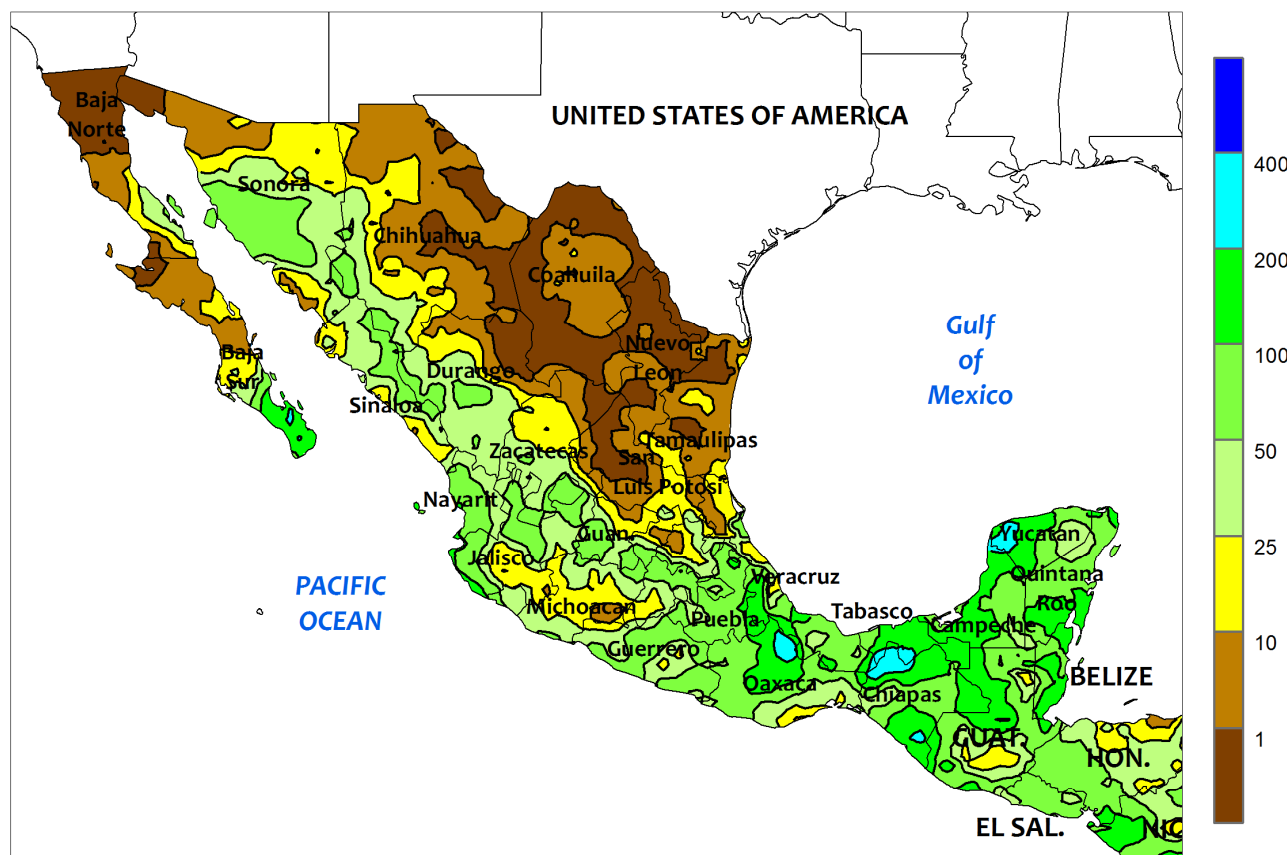 Baja
Norte
UNITED STATES OF AMERICA
400
Sonora
Chihuahua
200
Coahuila
Gulf
of
Mexico
Nuevo
Leon
100
Baja
Sur
Durango
Sinaloa
Tamaulipas
Zacatecas
San
50
Luis Potosi
Nayarit
Guan.
Yucatan
25
Jalisco
Veracruz
Quintana
Roo
PACIFIC
OCEAN
Michoacan
Tabasco
Puebla
Campeche
Guerrero
10
BELIZE
Oaxaca
Chiapas
GUAT.
1
HON.
EL SAL.
NIC